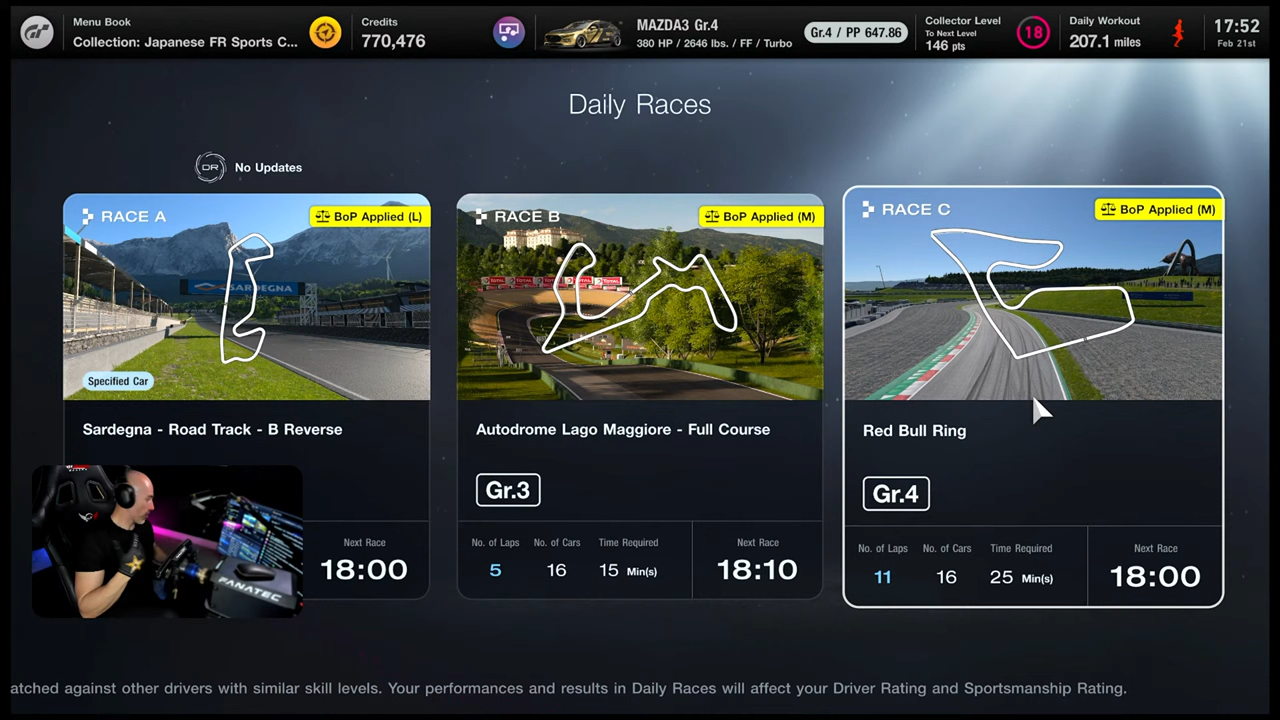 Menu Book
Collection: Japanese FR Sports C...
Credits
770,476
MAZDA3 Gr.4
380 HP / 2646 lbs. / FF / Turbo
Gr.4 / PP 647.86
Collector Level
To Next Level
146 pts
18
Daily Workout
207.1 miles
17:52
Feb 21st
Daily Races
DR No Updates
RACE A
BoP Applied (L)
SARDEGNA
Specified Car
Sardegna - Road Track - B Reverse
Next Race
18:00
RACE B
BoP Applied (M)
TOTAL TOTAL
TOTAL
Autodrome Lago Maggiore - Full Course
Gr.3
No. of Laps No. of Cars Time Required Next Race
5 16 15 Min(s) 18:10
RACE C
BoP Applied (M)
Red Bull Ring
Gr.4
No. of Laps No. of Cars Time Required Next Race
11 16 25 Min(s) 18:00
FANATEC
atched against other drivers with similar skill levels. Your performances and results in Daily Races will affect your Driver Rating and Sportsmanship Rating.